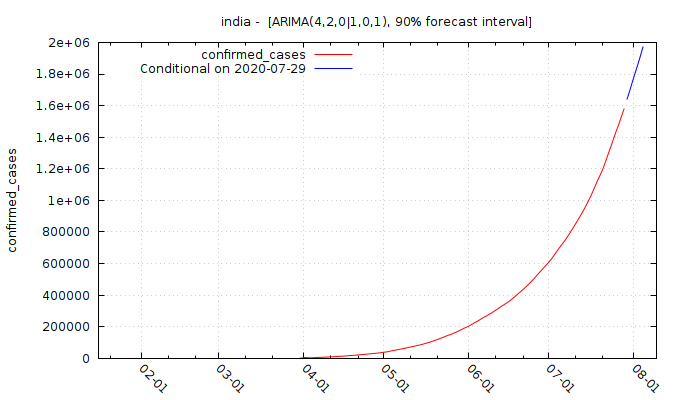 india -  [ARIMA(4,2,0|1,0,1), 90% forecast interval]
confirmed_cases
Conditional on 2020-07-29
2e+06
1.8e+06
1.6e+06
1.4e+06
1.2e+06
1e+06
800000
600000
400000
200000
0
confirmed_cases
02-01
03-01
04-01
05-01
06-01
07-01
08-01